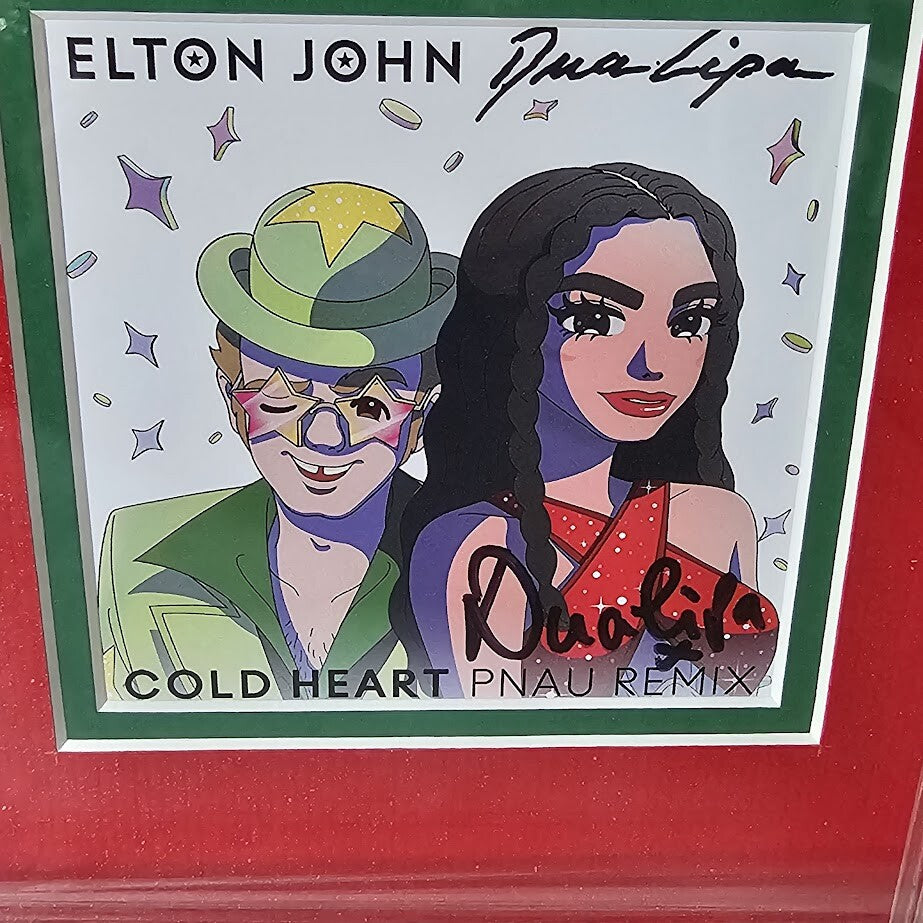 ELTON JOHN Dua Lipa
Dua Lipa
COLD HEART PNAU REMIX